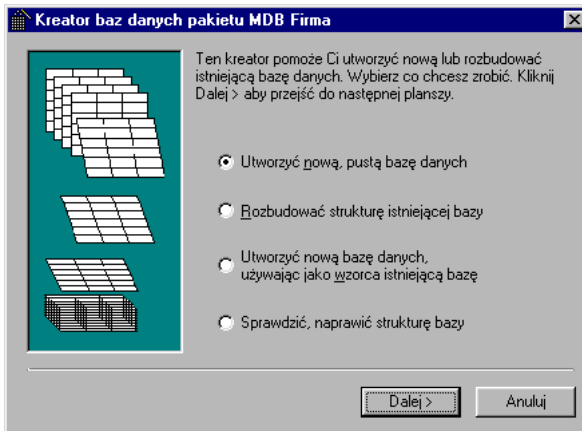 Kreator baz danych pakietu MDB Firma
Ten kreator pomoże Ci utworzyć nową lub rozbudować
istniejącą bazę danych. Wybierz co chcesz zrobić. Kliknij
Dalej > aby przejść do następnej planszy.
Utworzyć nową, pustą bazę danych
Rozbudować strukturę istniejącej bazy
Utworzyć nową bazę danych,
używając jako wzorca istniejącą bazę
Sprawdzić, naprawić strukturę bazy
Dalej >
Anuluj